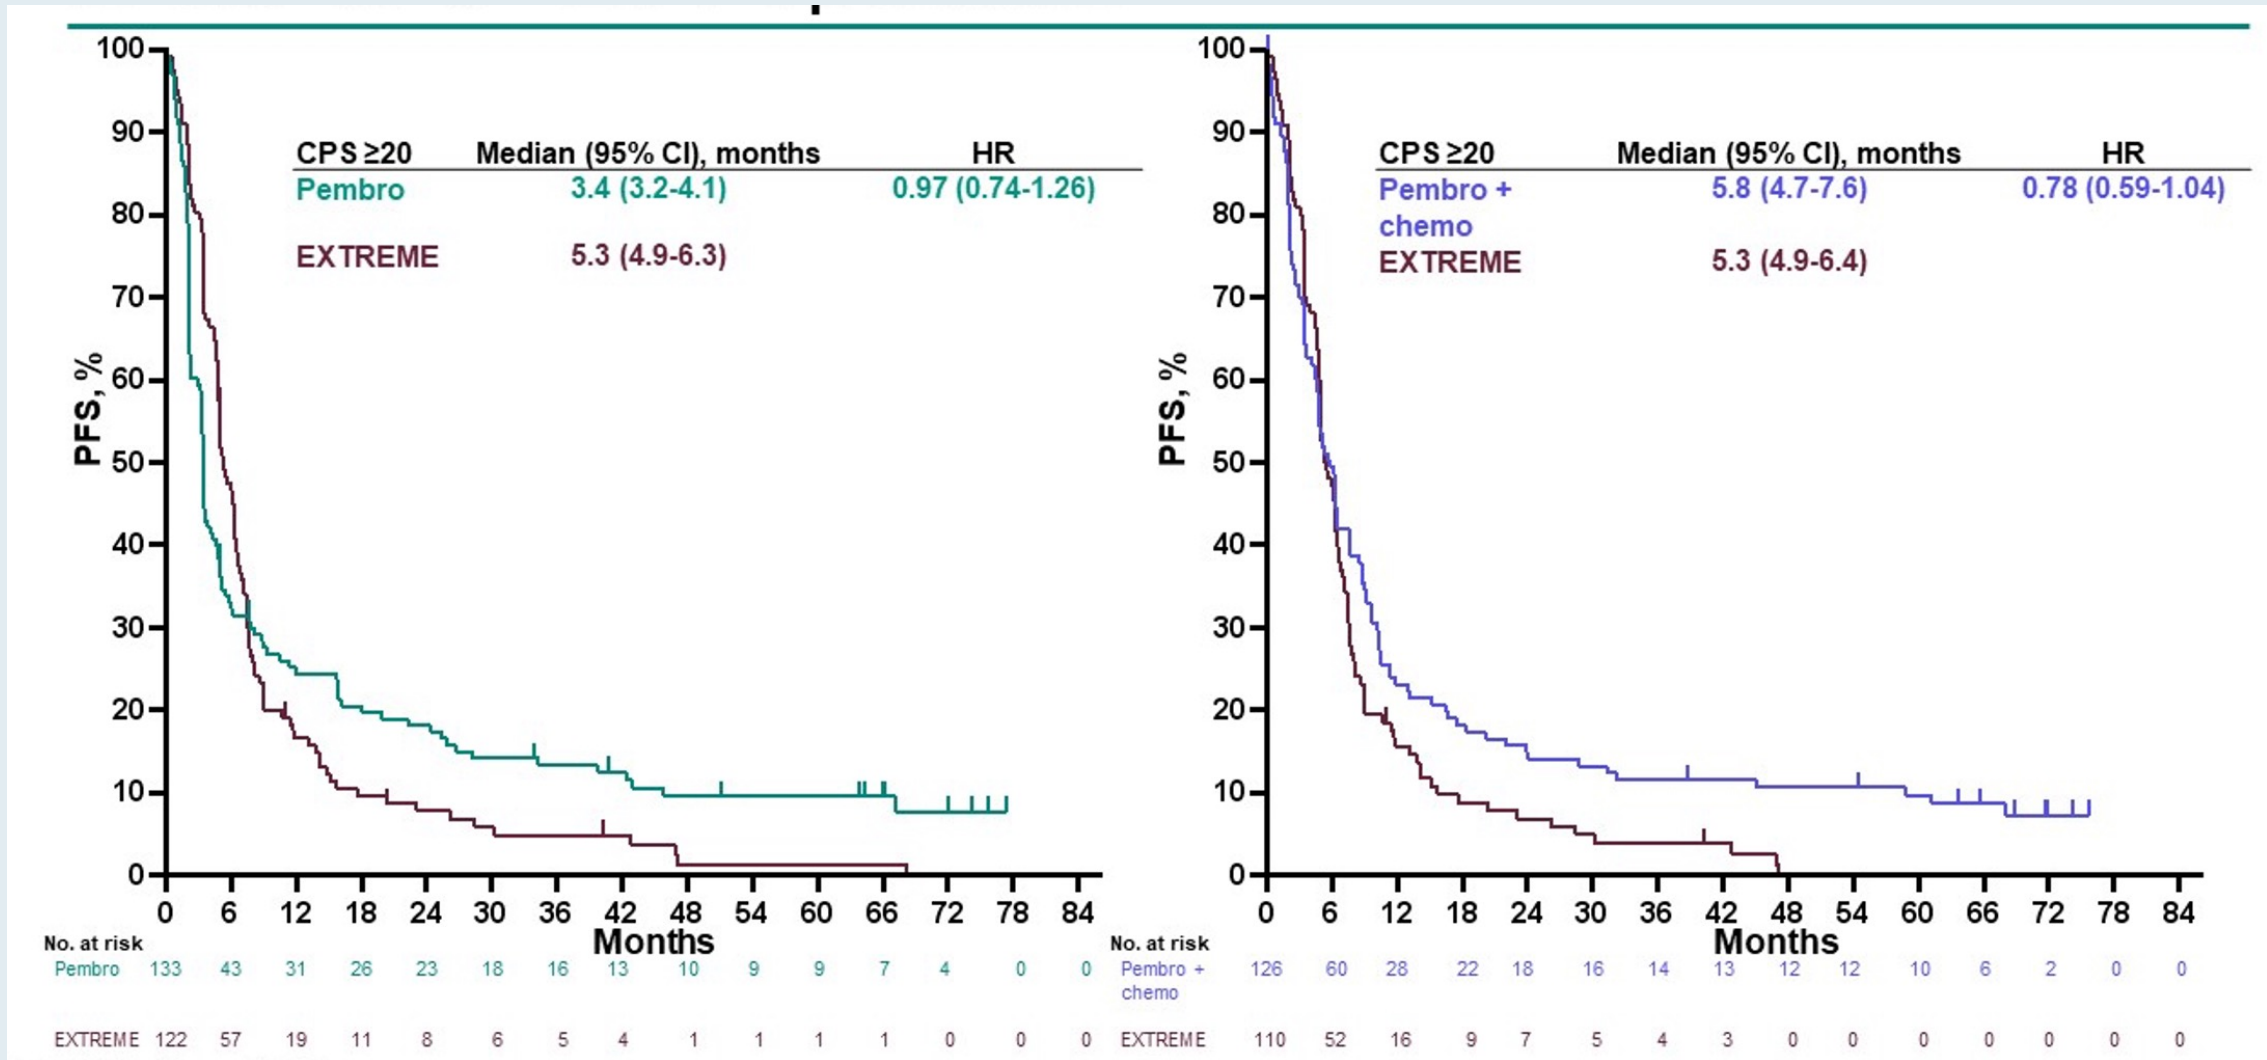 100
90
80
70
60
50
40
30
20
10
0
PFS, %
CPS ≥20 Median (95% CI), months HR
Pembro 3.4 (3.2-4.1) 0.97 (0.74-1.26)
EXTREME 5.3 (4.9-6.3)
0 6 12 18 24 30 36 42 48 54 60 66 72 78 84
Months
No. at risk
Pembro 133 43 31 26 23 18 16 13 10 9 9 7 4 0 0
EXTREME 122 57 19 11 8 6 5 4 1 1 1 1 0 0 0
100
90
80
70
60
50
40
30
20
10
0
PFS, %
CPS ≥20 Median (95% CI), months HR
Pembro + 5.8 (4.7-7.6) 0.78 (0.59-1.04)
chemo
EXTREME 5.3 (4.9-6.4)
0 6 12 18 24 30 36 42 48 54 60 66 72 78 84
Months
No. at risk
Pembro + 126 60 28 22 18 16 14 13 12 12 10 6 2 0 0
chemo
EXTREME 110 52 16 9 7 5 4 3 0 0 0 0 0 0 0